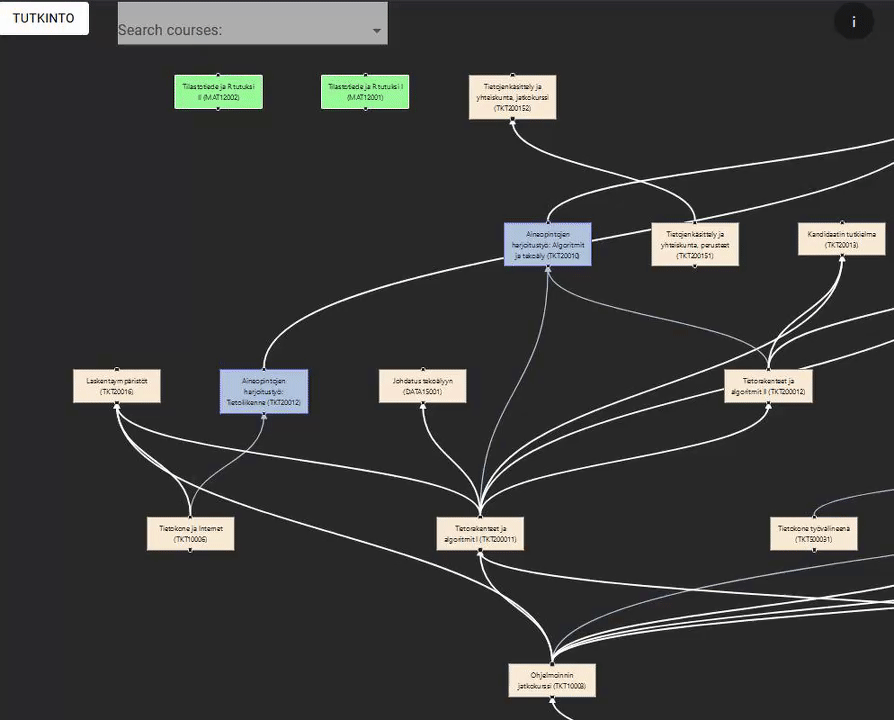 TUTKINTO
Search courses:
i
Tilastotiede ja R tutuksi
II (MAT12002)
Tilastotiede ja R tutuksi I
(MAT12001)
Tietojenkäsittely ja
yhteiskunta, jatkokurssi
(TKT200152)
Aineopintojen
harjoitustyö: Algoritmit
ja tekoäly (TKT20010)
Tietojenkäsittely ja
yhteiskunta, perusteet
(TKT200151)
Kandidaatin tutkielma
(TKT20013)
Laskentaympäristöt
(TKT20016)
Aineopintojen
harjoitustyö:
Tietoliikenne (TKT20012)
Johdatus tekoälyyn
(DATA15001)
Tietorakenteet ja
algoritmit II (TKT200012)
Tietokone ja Internet
(TKT10006)
Tietorakenteet ja
algoritmit I (TKT200011)
Tietokone työvälineenä
(TKT500031)
Ohjelmoinnin
jatkokurssi (TKT10003)